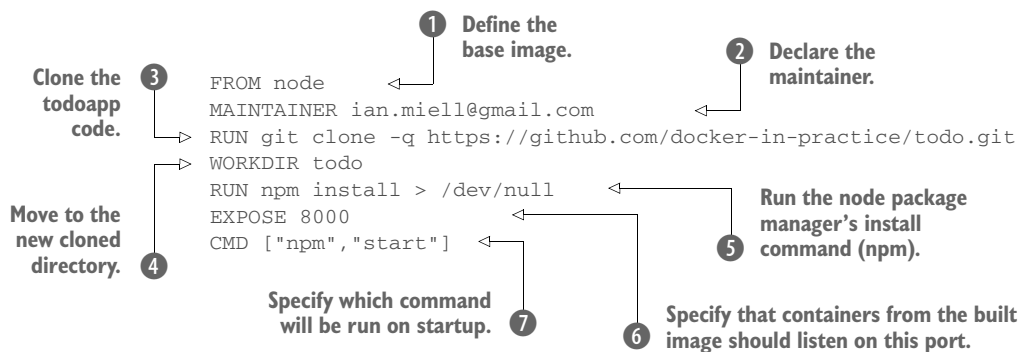 1 Define the
base image.
2 Declare the
maintainer.
Clone the 3
todoapp
code.
FROM node
MAINTAINER ian.miell@gmail.com
RUN git clone -q https://github.com/docker-in-practice/todo.git
WORKDIR todo
RUN npm install > /dev/null
EXPOSE 8000
CMD ["npm","start"]
Move to the
new cloned
directory. 4
Run the node package
manager's install
5 command (npm).
Specify which command
will be run on startup. 7
Specify that containers from the built
6 image should listen on this port.